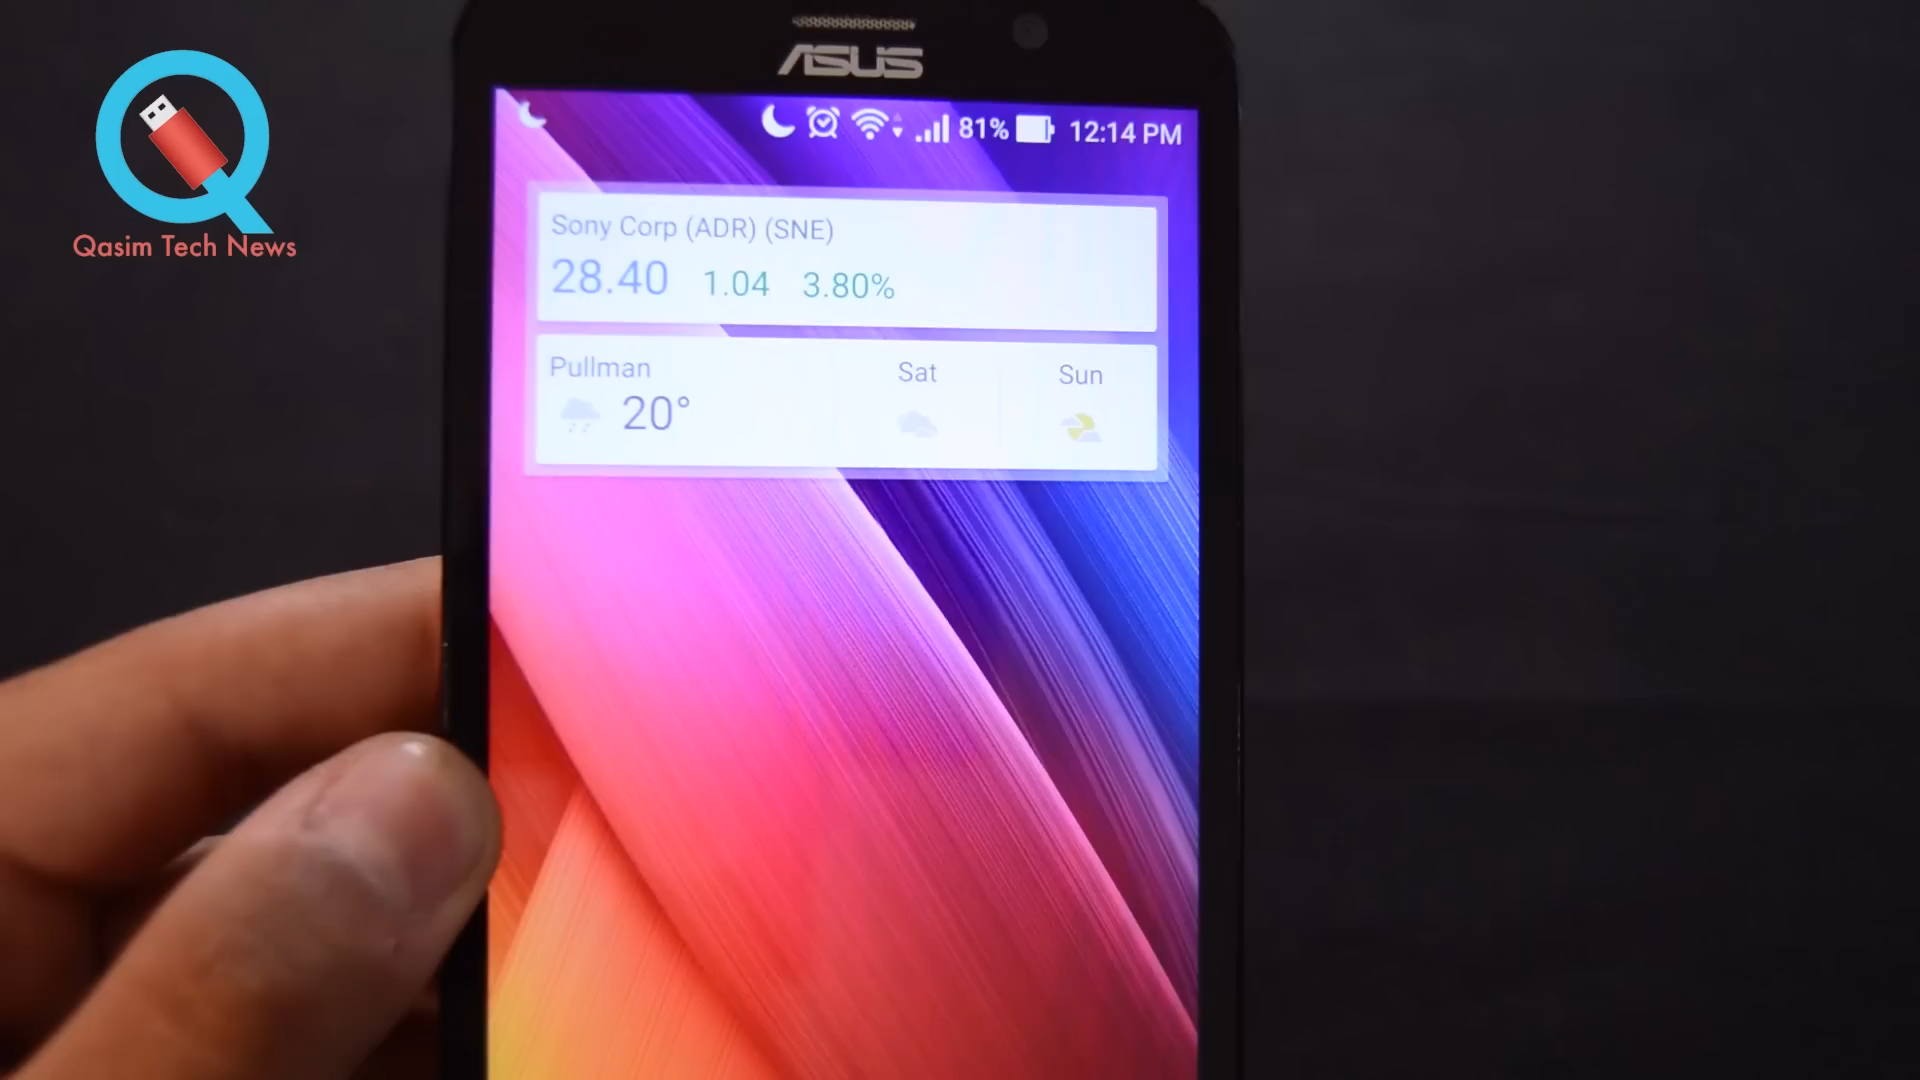 ASUS
81% 12:14 PM
Qasim Tech News
Sony Corp (ADR) (SNE)
28.40 1.04 3.80%
Pullman Sat Sun
20°